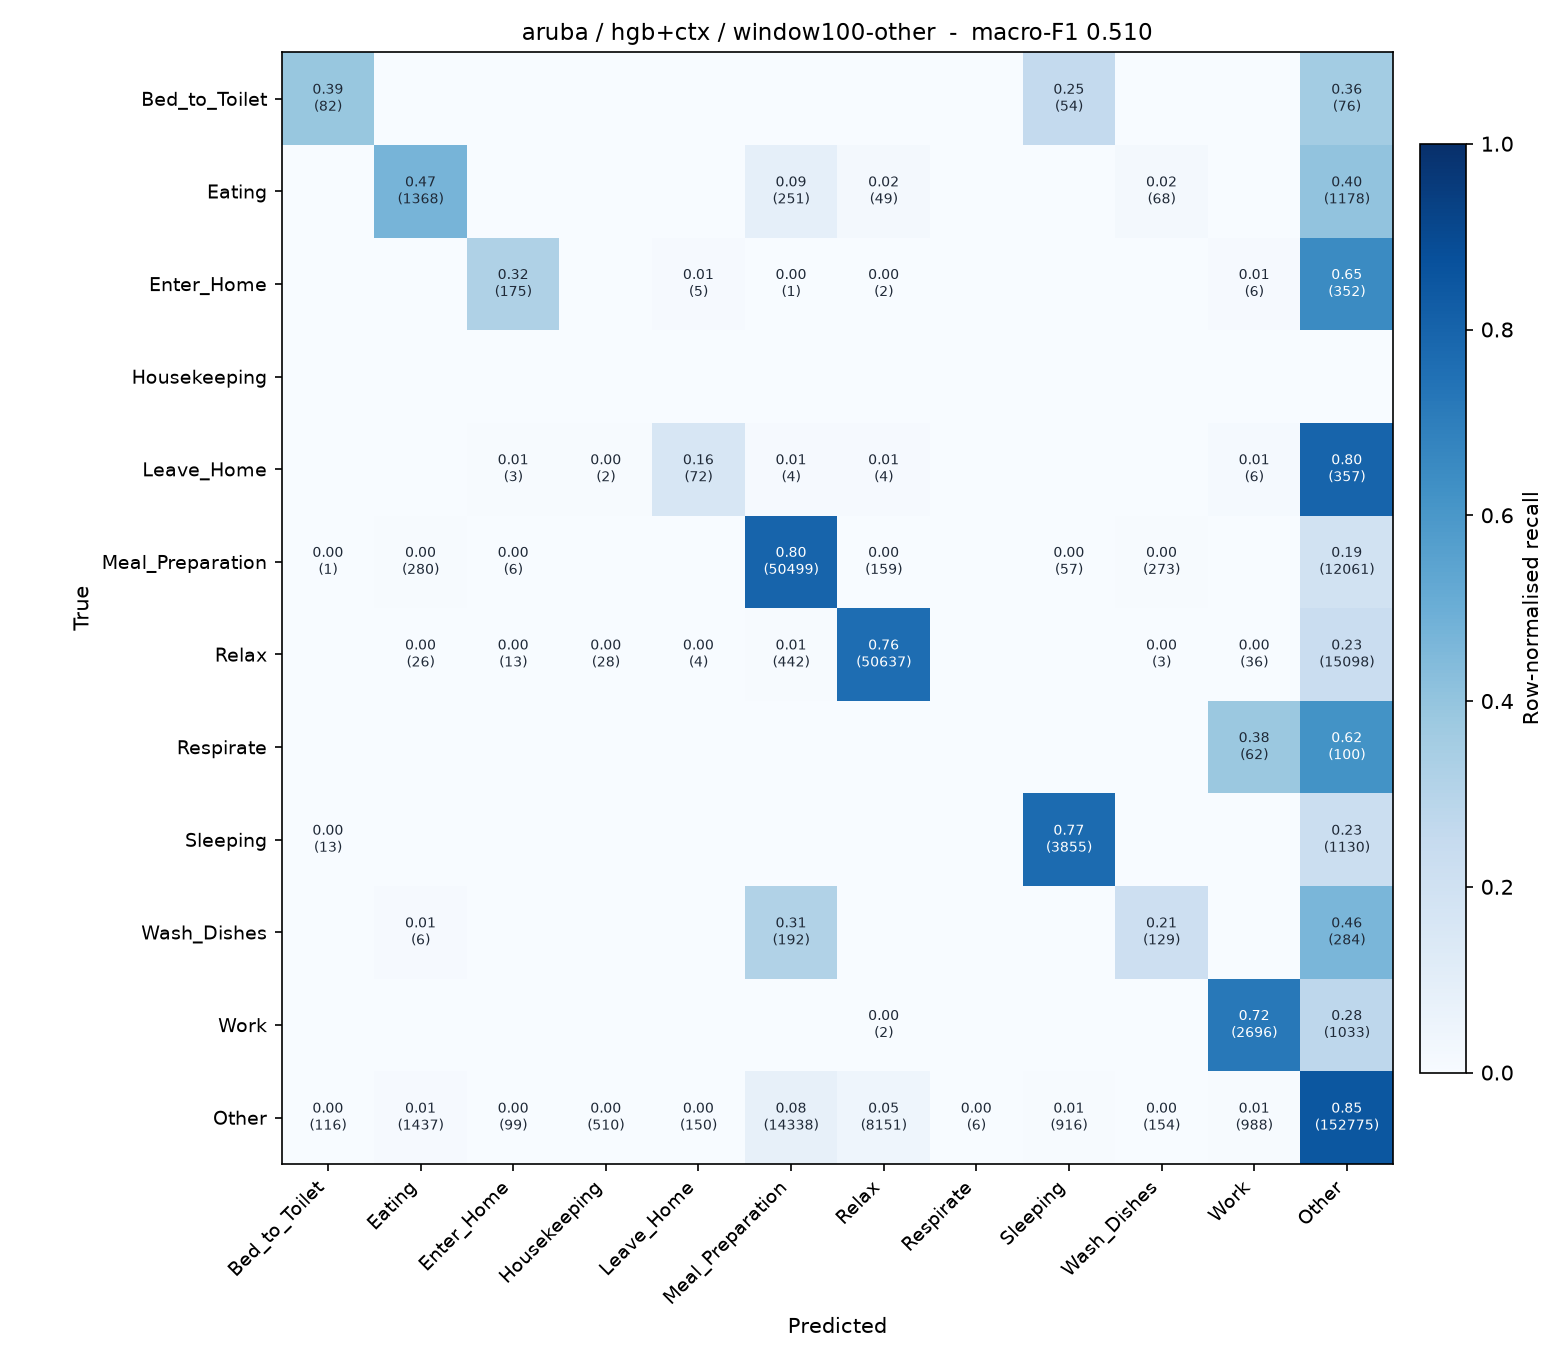 aruba / hgb+ctx / window100-other  -  macro-F1 0.510
Bed_to_Toilet 0.39 (82) 0.25 (54) 0.36 (76)
Eating 0.47 (1368) 0.09 (251) 0.02 (49) 0.02 (68) 0.40 (1178)
Enter_Home 0.32 (175) 0.01 (5) 0.00 (1) 0.00 (2) 0.01 (6) 0.65 (352)
Housekeeping
Leave_Home 0.01 (3) 0.00 (2) 0.16 (72) 0.01 (4) 0.01 (4) 0.01 (6) 0.80 (357)
Meal_Preparation 0.00 (1) 0.00 (280) 0.00 (6) 0.80 (50499) 0.00 (159) 0.00 (57) 0.00 (273) 0.19 (12061)
Relax 0.00 (26) 0.00 (13) 0.00 (28) 0.00 (4) 0.01 (442) 0.76 (50637) 0.00 (3) 0.00 (36) 0.23 (15098)
Respirate 0.38 (62) 0.62 (100)
Sleeping 0.00 (13) 0.77 (3855) 0.23 (1130)
Wash_Dishes 0.01 (6) 0.31 (192) 0.21 (129) 0.46 (284)
Work 0.00 (2) 0.72 (2696) 0.28 (1033)
Other 0.00 (116) 0.01 (1437) 0.00 (99) 0.00 (510) 0.00 (150) 0.08 (14338) 0.05 (8151) 0.00 (6) 0.01 (916) 0.00 (154) 0.01 (988) 0.85 (152775)
True
Bed_to_Toilet
Eating
Enter_Home
Housekeeping
Leave_Home
Meal_Preparation
Relax
Respirate
Sleeping
Wash_Dishes
Work
Other
Predicted
1.0
0.8
0.6
0.4
0.2
0.0
Row-normalised recall